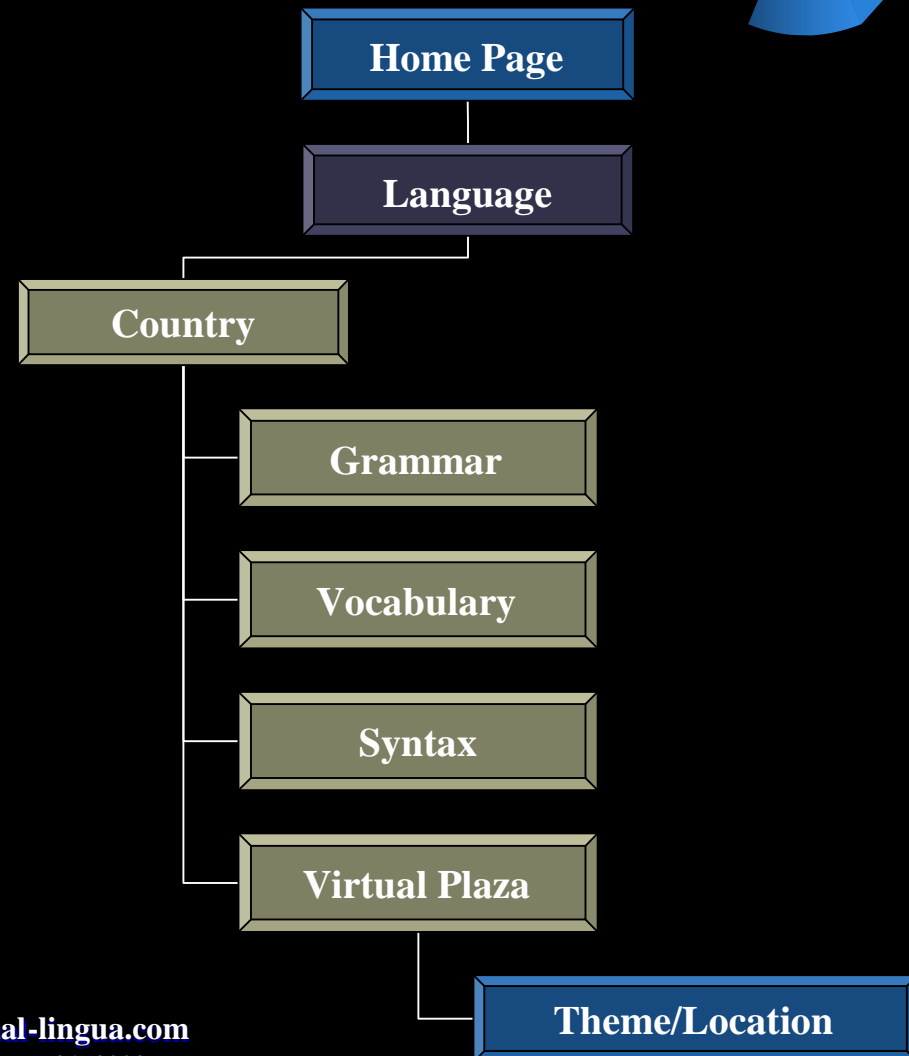 Home Page
Language
Country
Grammar
Vocabulary
Syntax
Virtual Plaza
Theme/Location
al-lingua.com